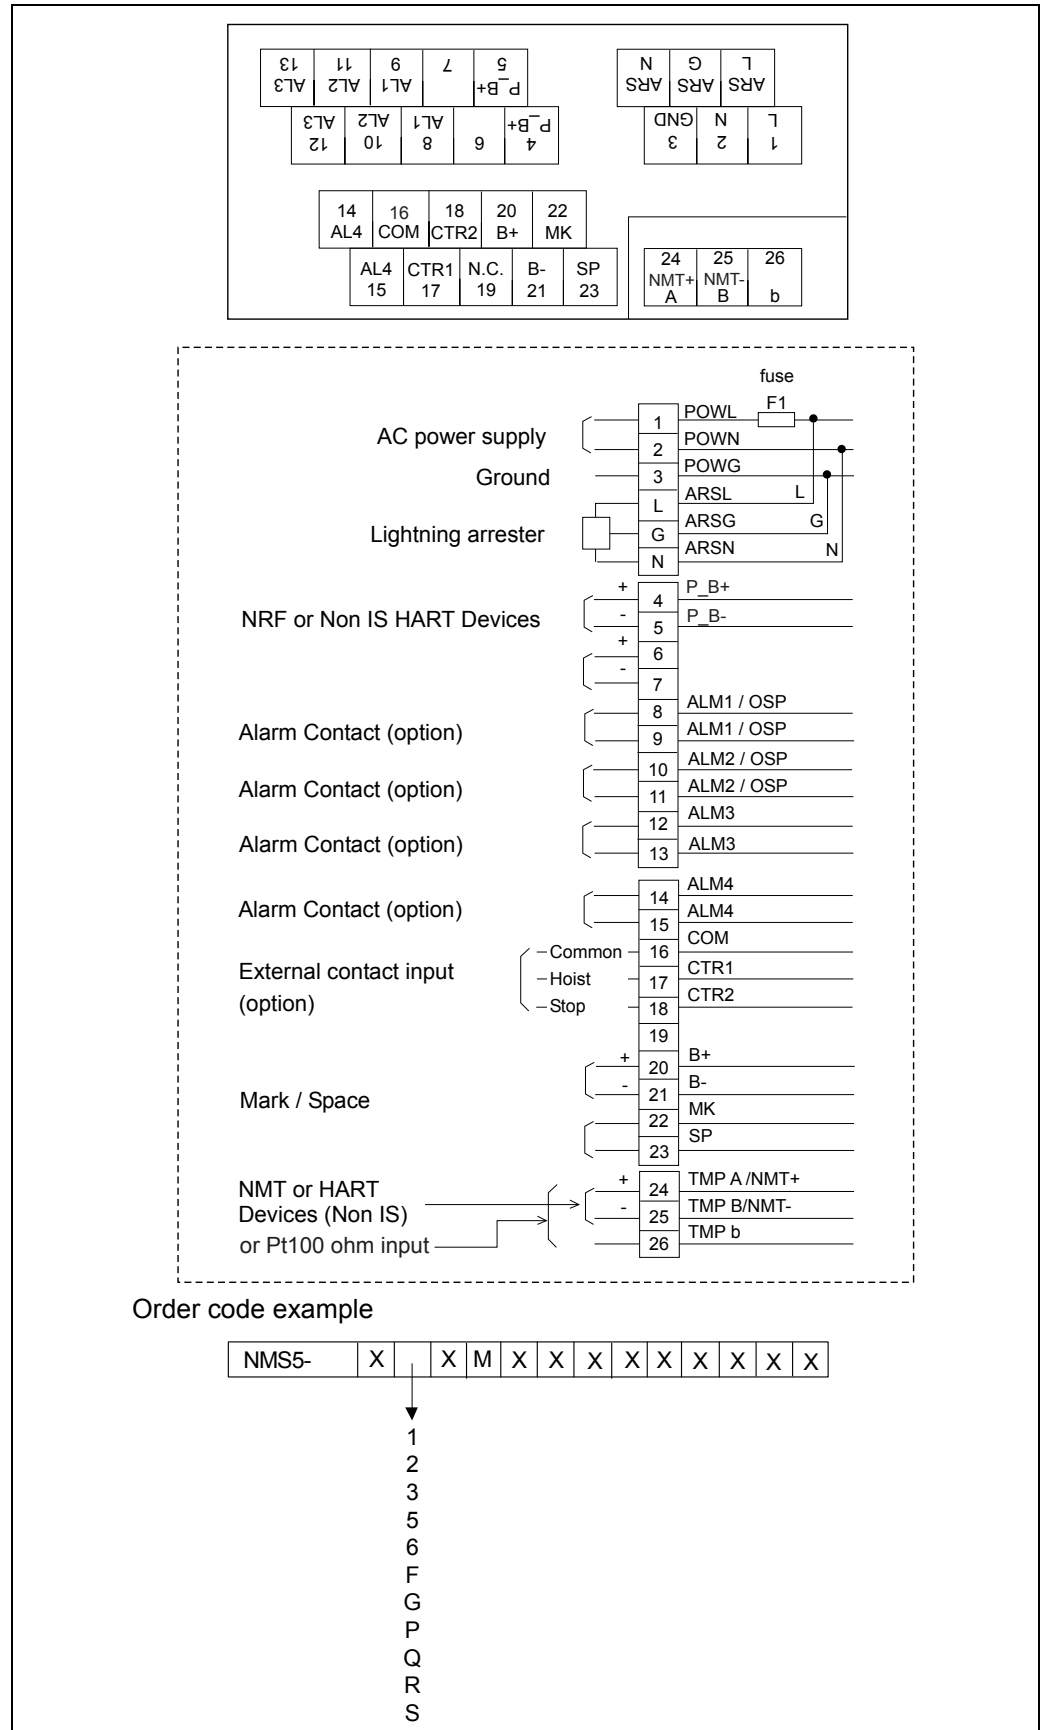 13 11 9 7 5
AL3 AL2 AL1 P_B+
AL3 AL2 AL1 P_B+
12 10 8 6 4
N G L
ARS ARS ARS
GND N L
3 2 1
14 16 18 20 22
AL4 COM CTR2 B+ MK
AL4 CTR1 N.C. B- SP
15 17 19 21 23
24 25 26
NMT+ NMT-
A B b
fuse
F1
AC power supply
1 POWL
2 POWN
Ground
3 POWG
Lightning arrester
L ARSL L
G ARSG G
N ARSN N
NRF or Non IS HART Devices
+ 4 P_B+
- 5 P_B-
+ 6
- 7
Alarm Contact (option)
8 ALM1 / OSP
9 ALM1 / OSP
Alarm Contact (option)
10 ALM2 / OSP
11 ALM2 / OSP
Alarm Contact (option)
12 ALM3
13 ALM3
Alarm Contact (option)
14 ALM4
15 ALM4
External contact input
(option)
Common 16 COM
Hoist 17 CTR1
Stop 18 CTR2
19
Mark / Space
+ 20 B+
- 21 B-
22 MK
23 SP
NMT or HART
Devices (Non IS)
or Pt100 ohm input
+ 24 TMP A /NMT+
- 25 TMP B/NMT-
26 TMP b
Order code example
NMS5- X X M X X X X X X X X X
1
2
3
5
6
F
G
P
Q
R
S